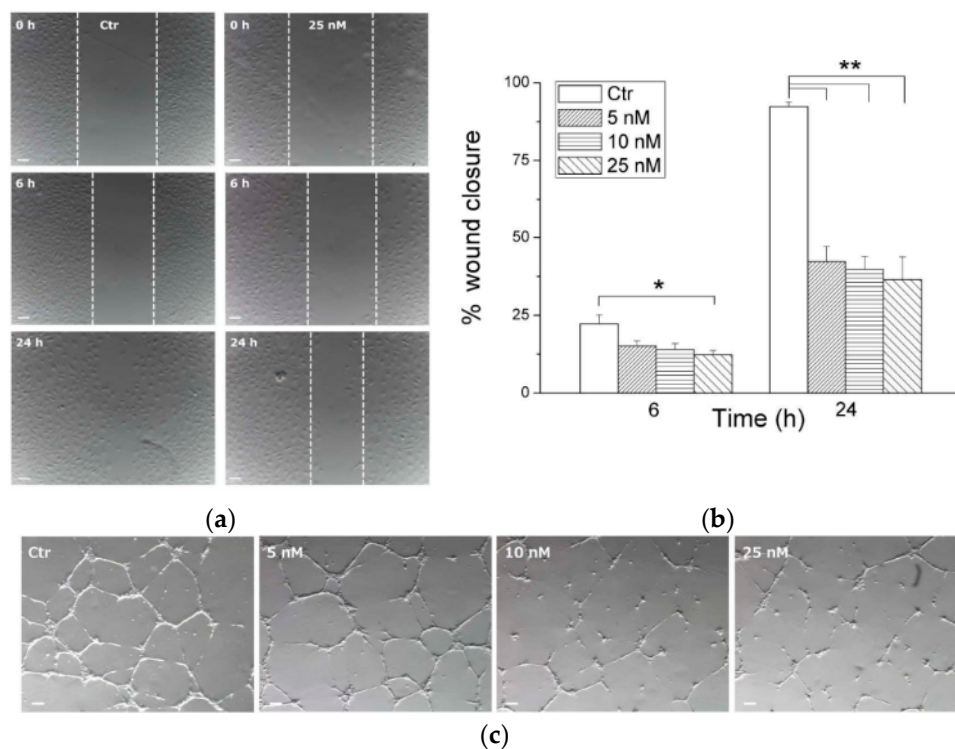 0 h
Ctr
0 h
25 nM
6 h
6 h
24 h
24 h
(a)
% wound closure
100
75
50
25
0
Ctr
5 nM
10 nM
25 nM
*
**
6
24
Time (h)
(b)
Ctr
5 nM
10 nM
25 nM
(c)